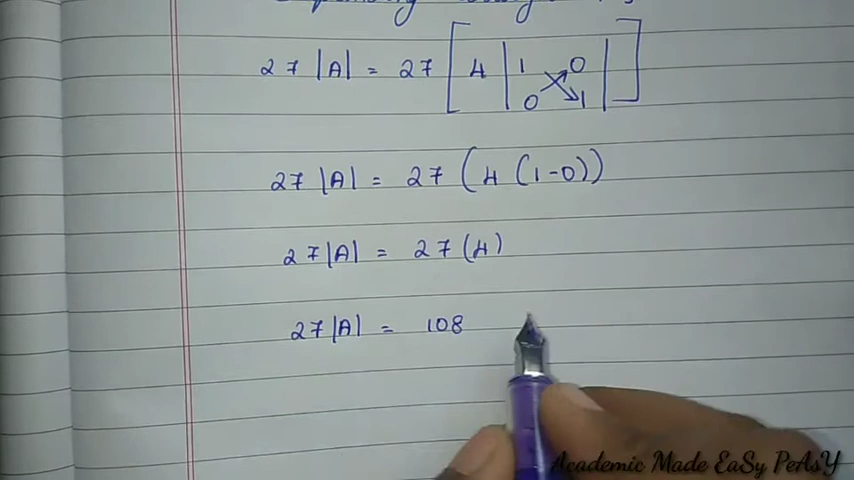 27 |A| = 27 [ 4 | 1 0
0 1 | ]
27 |A| = 27 ( 4 (1-0))
27|A| = 27(4)
27|A| = 108
Academic Made EaSy PeAsY